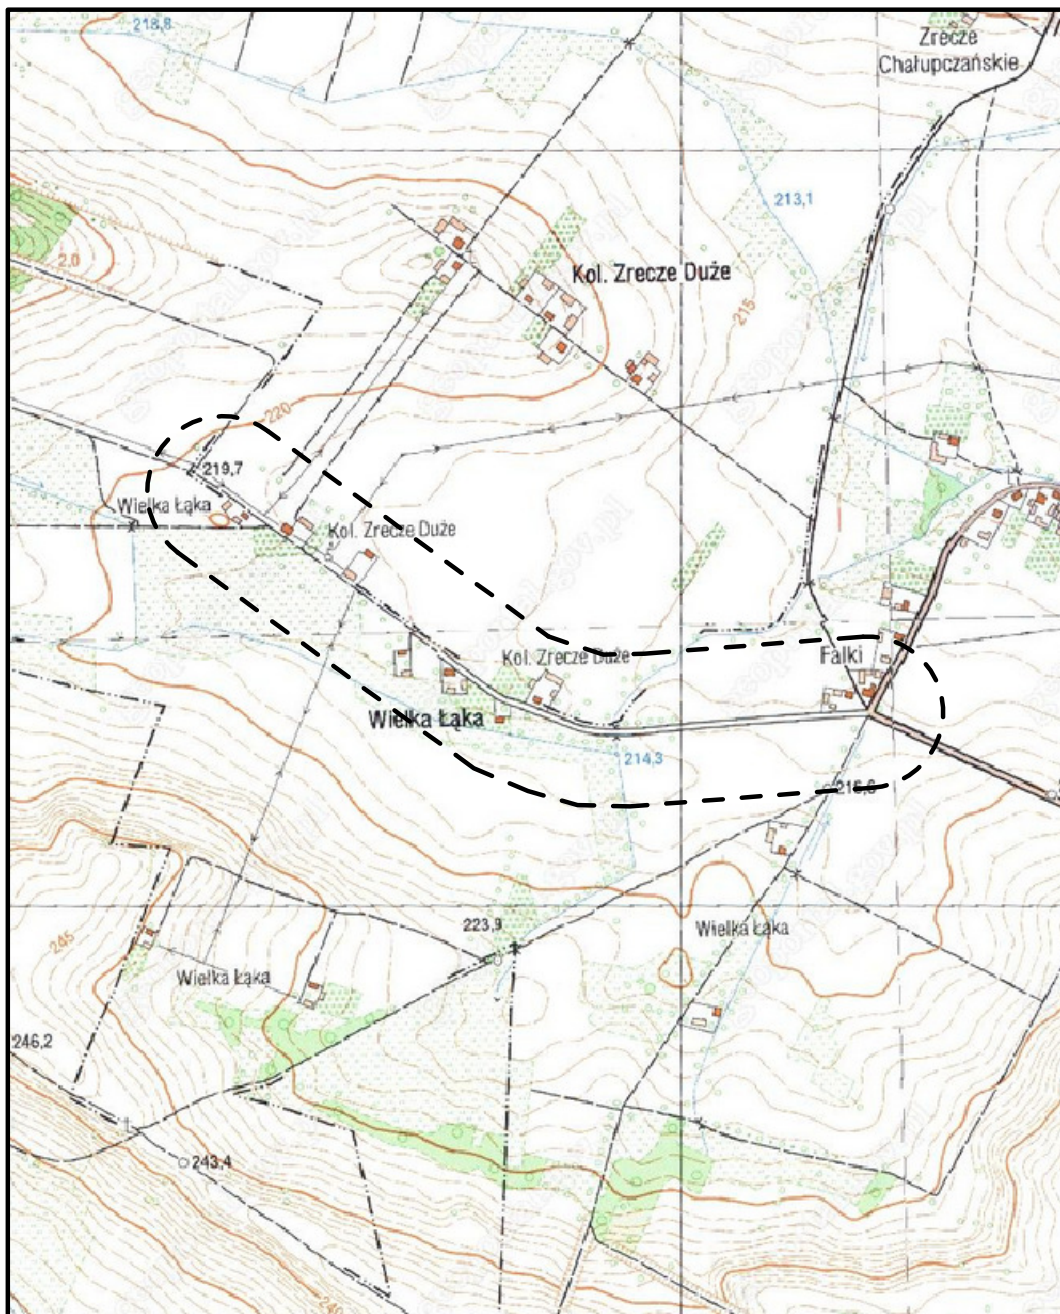 218,8
Zrecze
Chałupczańskie
213,1
2,0
Kol. Zrecze Duże
215
220
219,7
Wielka Łąka
Kol. Zrecze Duże
Kol. Zrecze Duże
Falki
Wielka Łąka
214,3
223,9
Wielka Łąka
245
Wielka Łąka
246,2
243,4
240